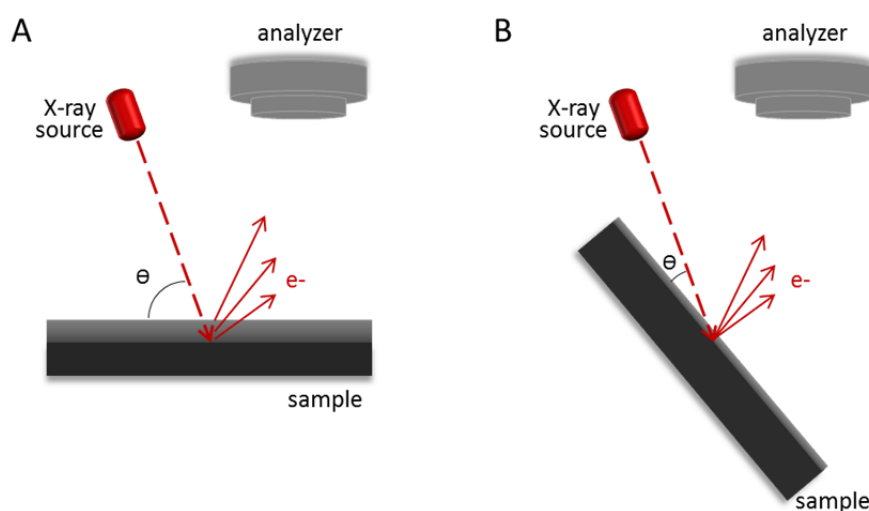 A
analyzer
X-ray
source
ɵ
e-
sample
B
analyzer
X-ray
source
ɵ
e-
sample